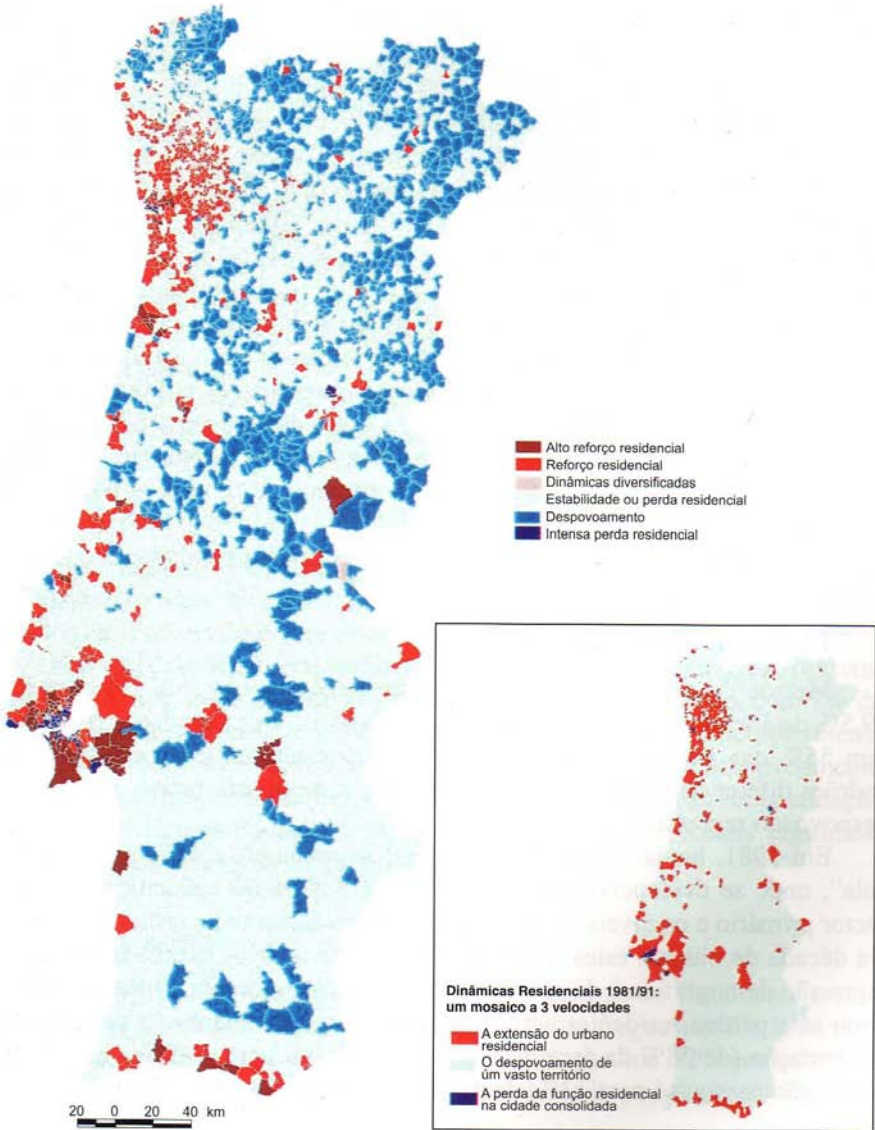 Alto reforço residencial
Reforço residencial
Dinâmicas diversificadas
Estabilidade ou perda residencial
Despovoamento
Intensa perda residencial
Dinâmicas Residenciais 1981/91:
um mosaico a 3 velocidades
A extensão do urbano
residencial
O despovoamento de
úm vasto território
A perda da função residencial
na cidade consolidada
20 0 20 40 km